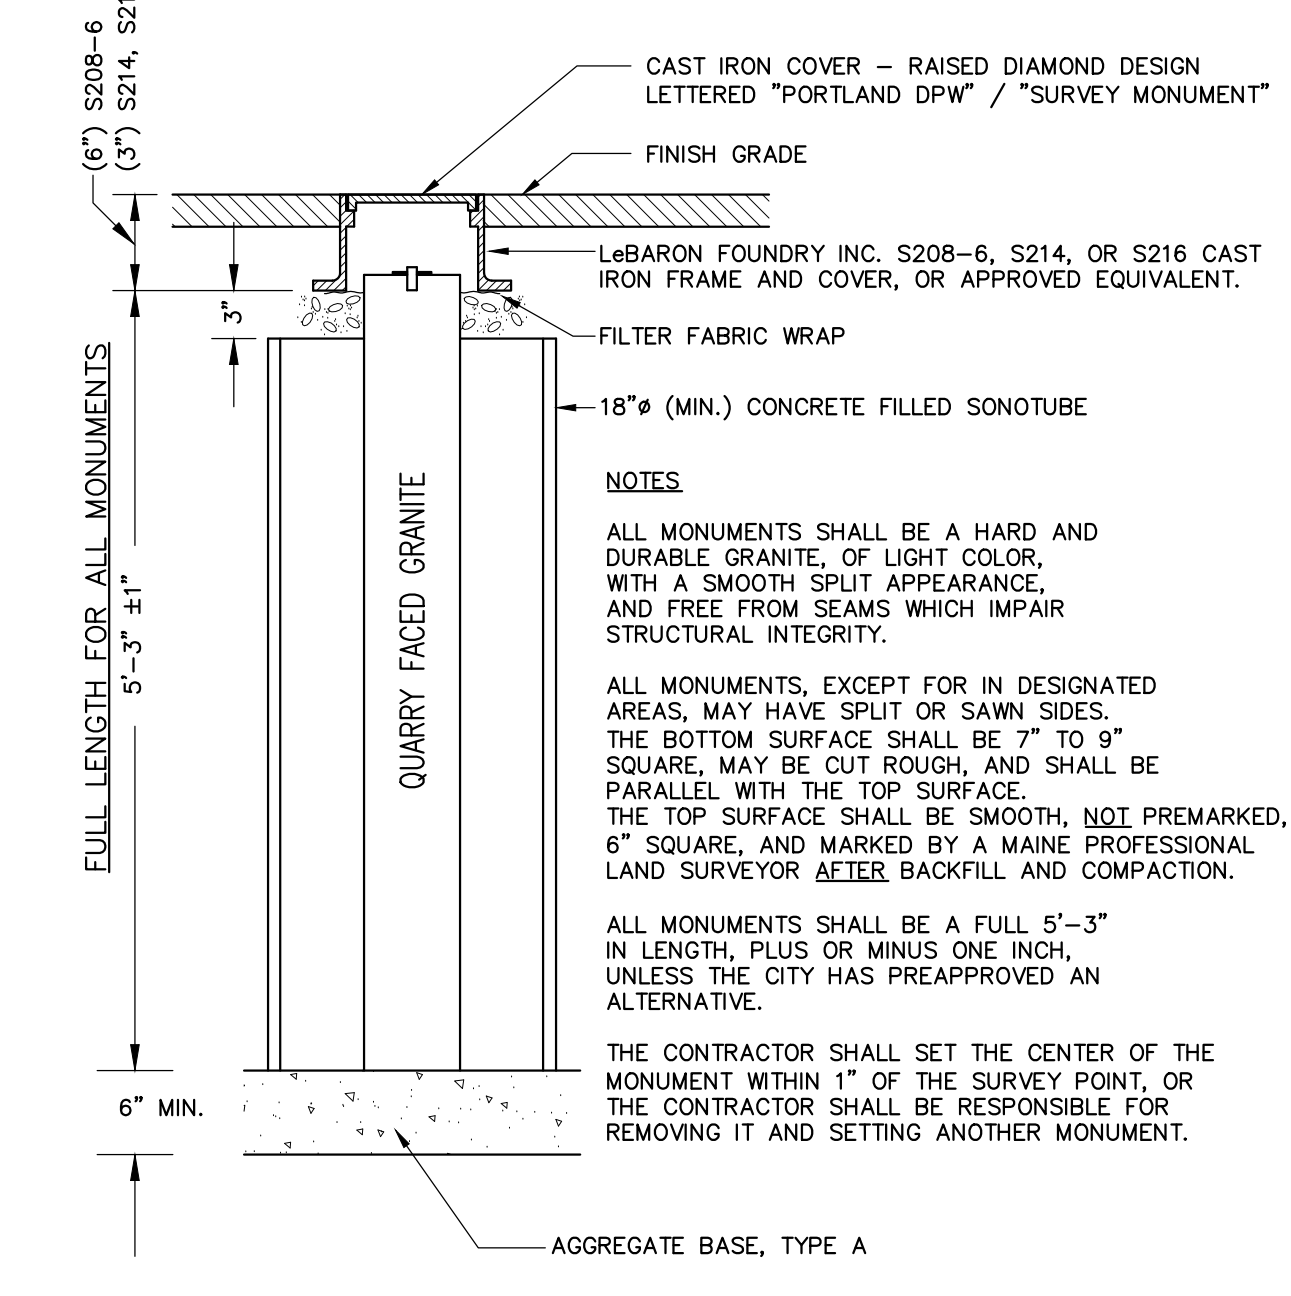 (6") S208-6
(3") S214,
CAST IRON COVER – RAISED DIAMOND DESIGN
LETTERED "PORTLAND DPW" / "SURVEY MONUMENT"
FINISH GRADE
LeBARON FOUNDRY INC. S208-6, S214, OR S216 CAST
IRON FRAME AND COVER, OR APPROVED EQUIVALENT.
3"
FILTER FABRIC WRAP
18"ø (MIN.) CONCRETE FILLED SONOTUBE
FULL LENGTH FOR ALL MONUMENTS
5'-3" ±1"
QUARRY FACED GRANITE
NOTES
ALL MONUMENTS SHALL BE A HARD AND
DURABLE GRANITE, OF LIGHT COLOR,
WITH A SMOOTH SPLIT APPEARANCE,
AND FREE FROM SEAMS WHICH IMPAIR
STRUCTURAL INTEGRITY.
ALL MONUMENTS, EXCEPT FOR IN DESIGNATED
AREAS, MAY HAVE SPLIT OR SAWN SIDES.
THE BOTTOM SURFACE SHALL BE 7" TO 9"
SQUARE, MAY BE CUT ROUGH, AND SHALL BE
PARALLEL WITH THE TOP SURFACE.
THE TOP SURFACE SHALL BE SMOOTH, NOT PREMARKED,
6" SQUARE, AND MARKED BY A MAINE PROFESSIONAL
LAND SURVEYOR AFTER BACKFILL AND COMPACTION.
ALL MONUMENTS SHALL BE A FULL 5'-3"
IN LENGTH, PLUS OR MINUS ONE INCH,
UNLESS THE CITY HAS PREAPPROVED AN
ALTERNATIVE.
THE CONTRACTOR SHALL SET THE CENTER OF THE
MONUMENT WITHIN 1" OF THE SURVEY POINT, OR
THE CONTRACTOR SHALL BE RESPONSIBLE FOR
REMOVING IT AND SETTING ANOTHER MONUMENT.
6" MIN.
AGGREGATE BASE, TYPE A